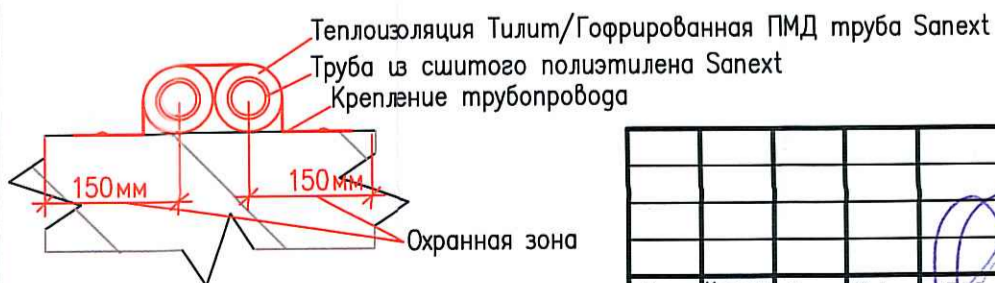 Теплоизоляция Тилит/Гофрированная ПМД труба Sanext
Труба из сшитого полиэтилена Sanext
Крепление трубопровода
150мм 150мм
Охранная зона